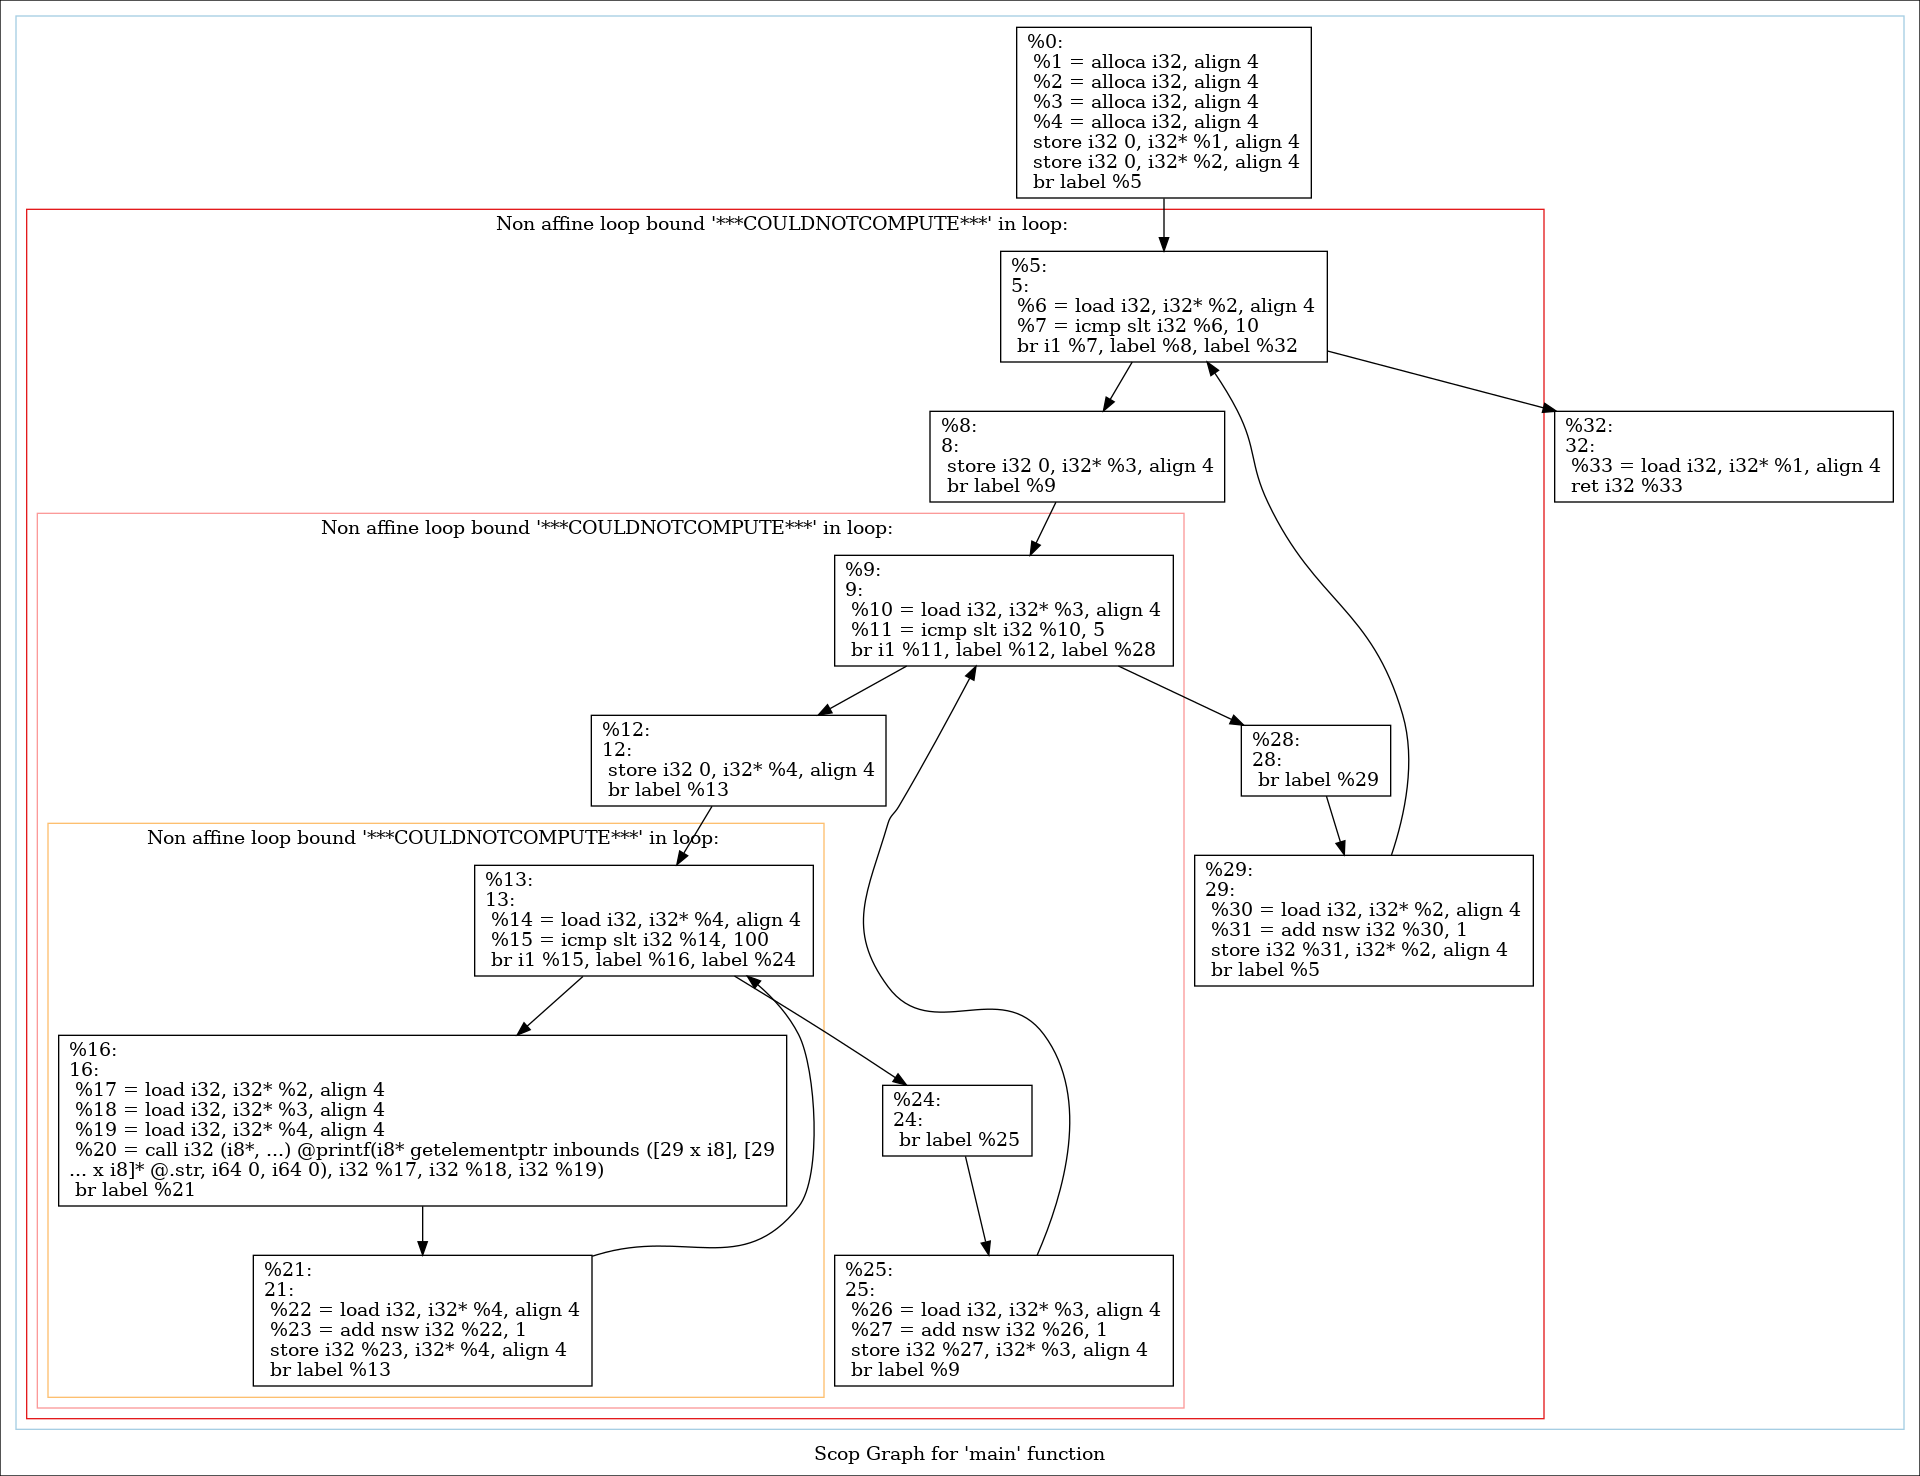 %0:
%1 = alloca i32, align 4
%2 = alloca i32, align 4
%3 = alloca i32, align 4
%4 = alloca i32, align 4
store i32 0, i32* %1, align 4
store i32 0, i32* %2, align 4
br label %5
Non affine loop bound '***COULDNOTCOMPUTE***' in loop:
%5:
5:
%6 = load i32, i32* %2, align 4
%7 = icmp slt i32 %6, 10
br i1 %7, label %8, label %32
%8:
8:
store i32 0, i32* %3, align 4
br label %9
%32:
32:
%33 = load i32, i32* %1, align 4
ret i32 %33
Non affine loop bound '***COULDNOTCOMPUTE***' in loop:
%9:
9:
%10 = load i32, i32* %3, align 4
%11 = icmp slt i32 %10, 5
br i1 %11, label %12, label %28
%12:
12:
store i32 0, i32* %4, align 4
br label %13
%28:
28:
br label %29
Non affine loop bound '***COULDNOTCOMPUTE***' in loop:
%13:
13:
%14 = load i32, i32* %4, align 4
%15 = icmp slt i32 %14, 100
br i1 %15, label %16, label %24
%29:
29:
%30 = load i32, i32* %2, align 4
%31 = add nsw i32 %30, 1
store i32 %31, i32* %2, align 4
br label %5
%16:
16:
%17 = load i32, i32* %2, align 4
%18 = load i32, i32* %3, align 4
%19 = load i32, i32* %4, align 4
%20 = call i32 (i8*, ...) @printf(i8* getelementptr inbounds ([29 x i8], [29
... x i8]* @.str, i64 0, i64 0), i32 %17, i32 %18, i32 %19)
br label %21
%24:
24:
br label %25
%21:
21:
%22 = load i32, i32* %4, align 4
%23 = add nsw i32 %22, 1
store i32 %23, i32* %4, align 4
br label %13
%25:
25:
%26 = load i32, i32* %3, align 4
%27 = add nsw i32 %26, 1
store i32 %27, i32* %3, align 4
br label %9
Scop Graph for 'main' function